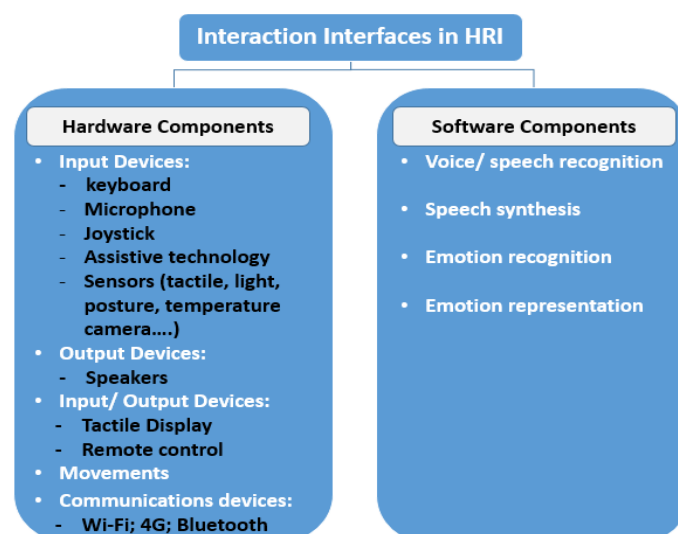 Interaction Interfaces in HRI
Hardware Components
• Input Devices:
- keyboard
- Microphone
- Joystick
- Assistive technology
- Sensors (tactile, light,
posture, temperature
camera....)
• Output Devices:
- Speakers
• Input/ Output Devices:
- Tactile Display
- Remote control
• Movements
• Communications devices:
- Wi-Fi; 4G; Bluetooth
Software Components
• Voice/ speech recognition
• Speech synthesis
• Emotion recognition
• Emotion representation